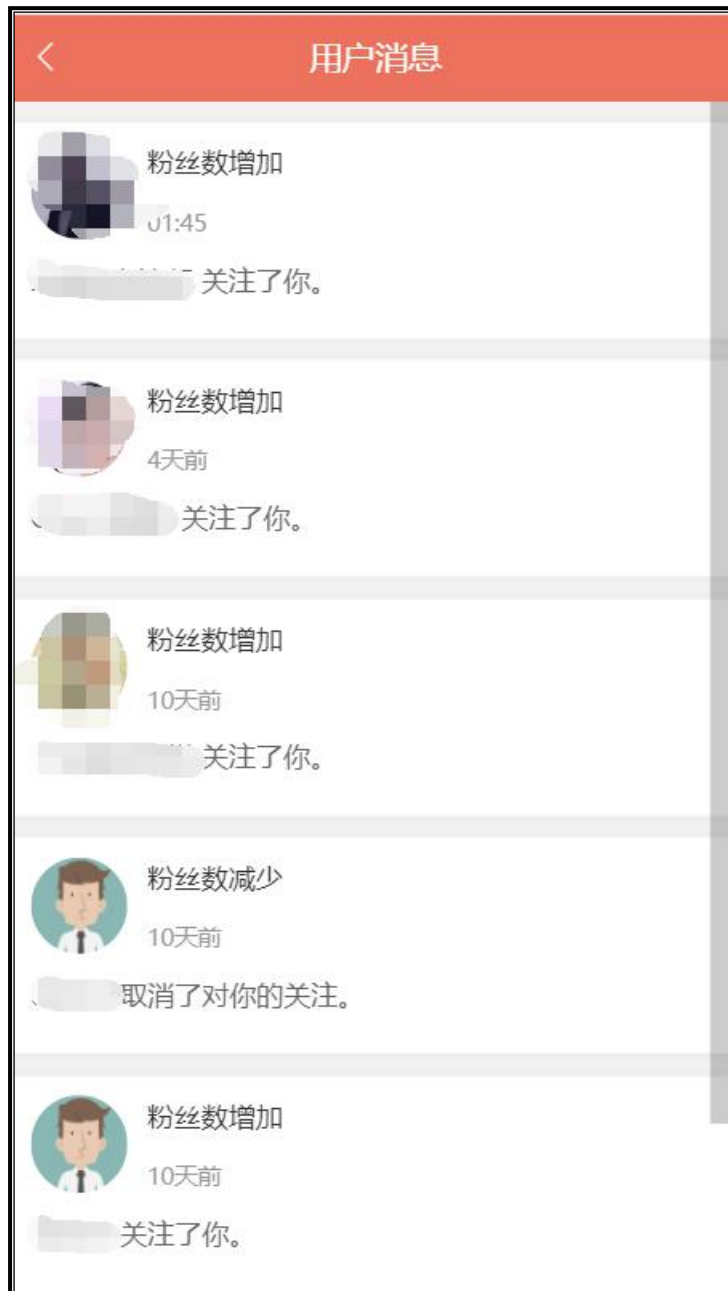 用户消息
粉丝数增加
01:45
关注了你。
粉丝数增加
4天前
关注了你。
粉丝数增加
10天前
关注了你。
粉丝数减少
10天前
取消了对你的关注。
粉丝数增加
10天前
关注了你。